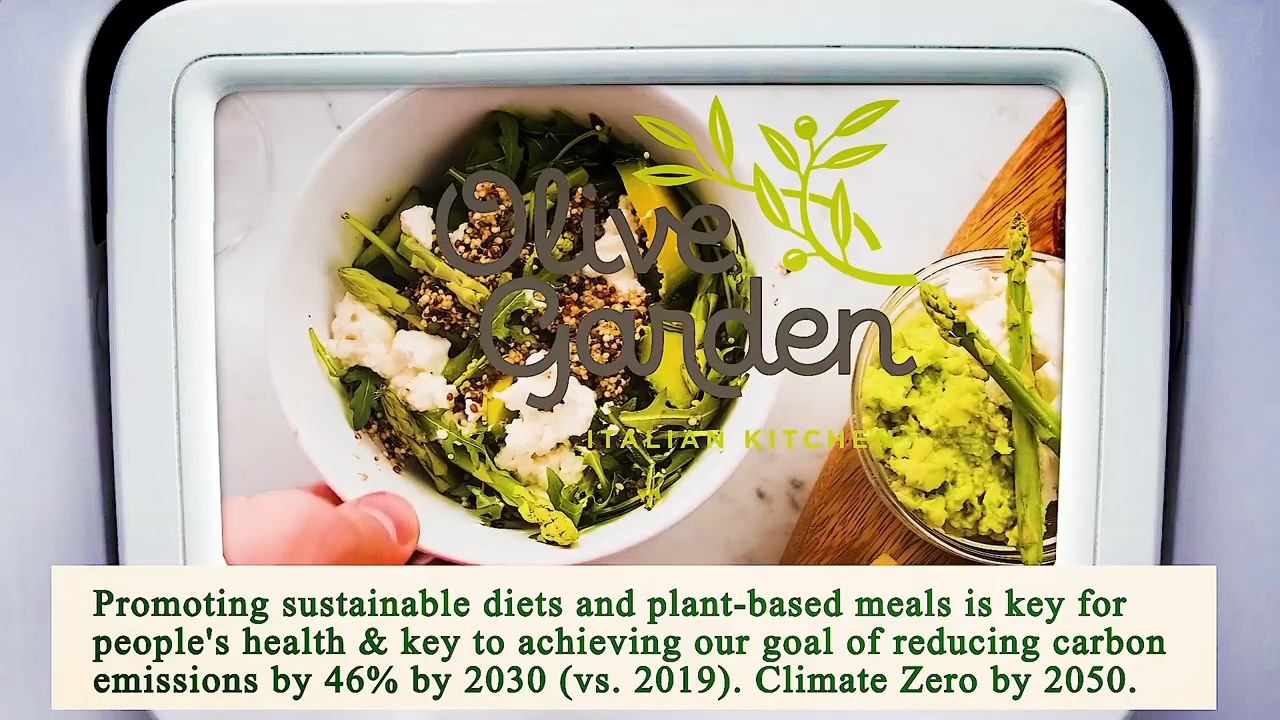 Olive
Garden
ITALIAN KITCHEN
Promoting sustainable diets and plant-based meals is key for
people's health & key to achieving our goal of reducing carbon
emissions by 46% by 2030 (vs. 2019). Climate Zero by 2050.